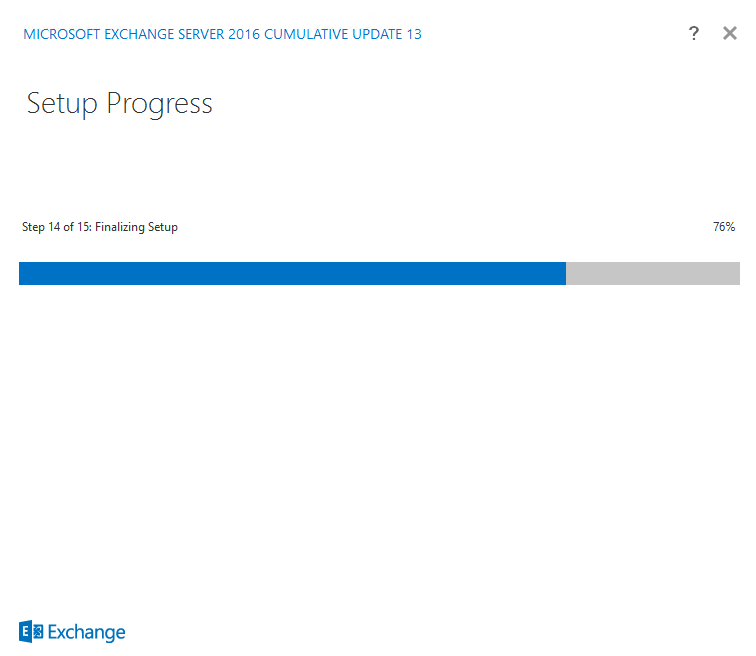 MICROSOFT EXCHANGE SERVER 2016 CUMULATIVE UPDATE 13
?
Setup Progress
Step 14 of 15: Finalizing Setup
76%
E
Exchange